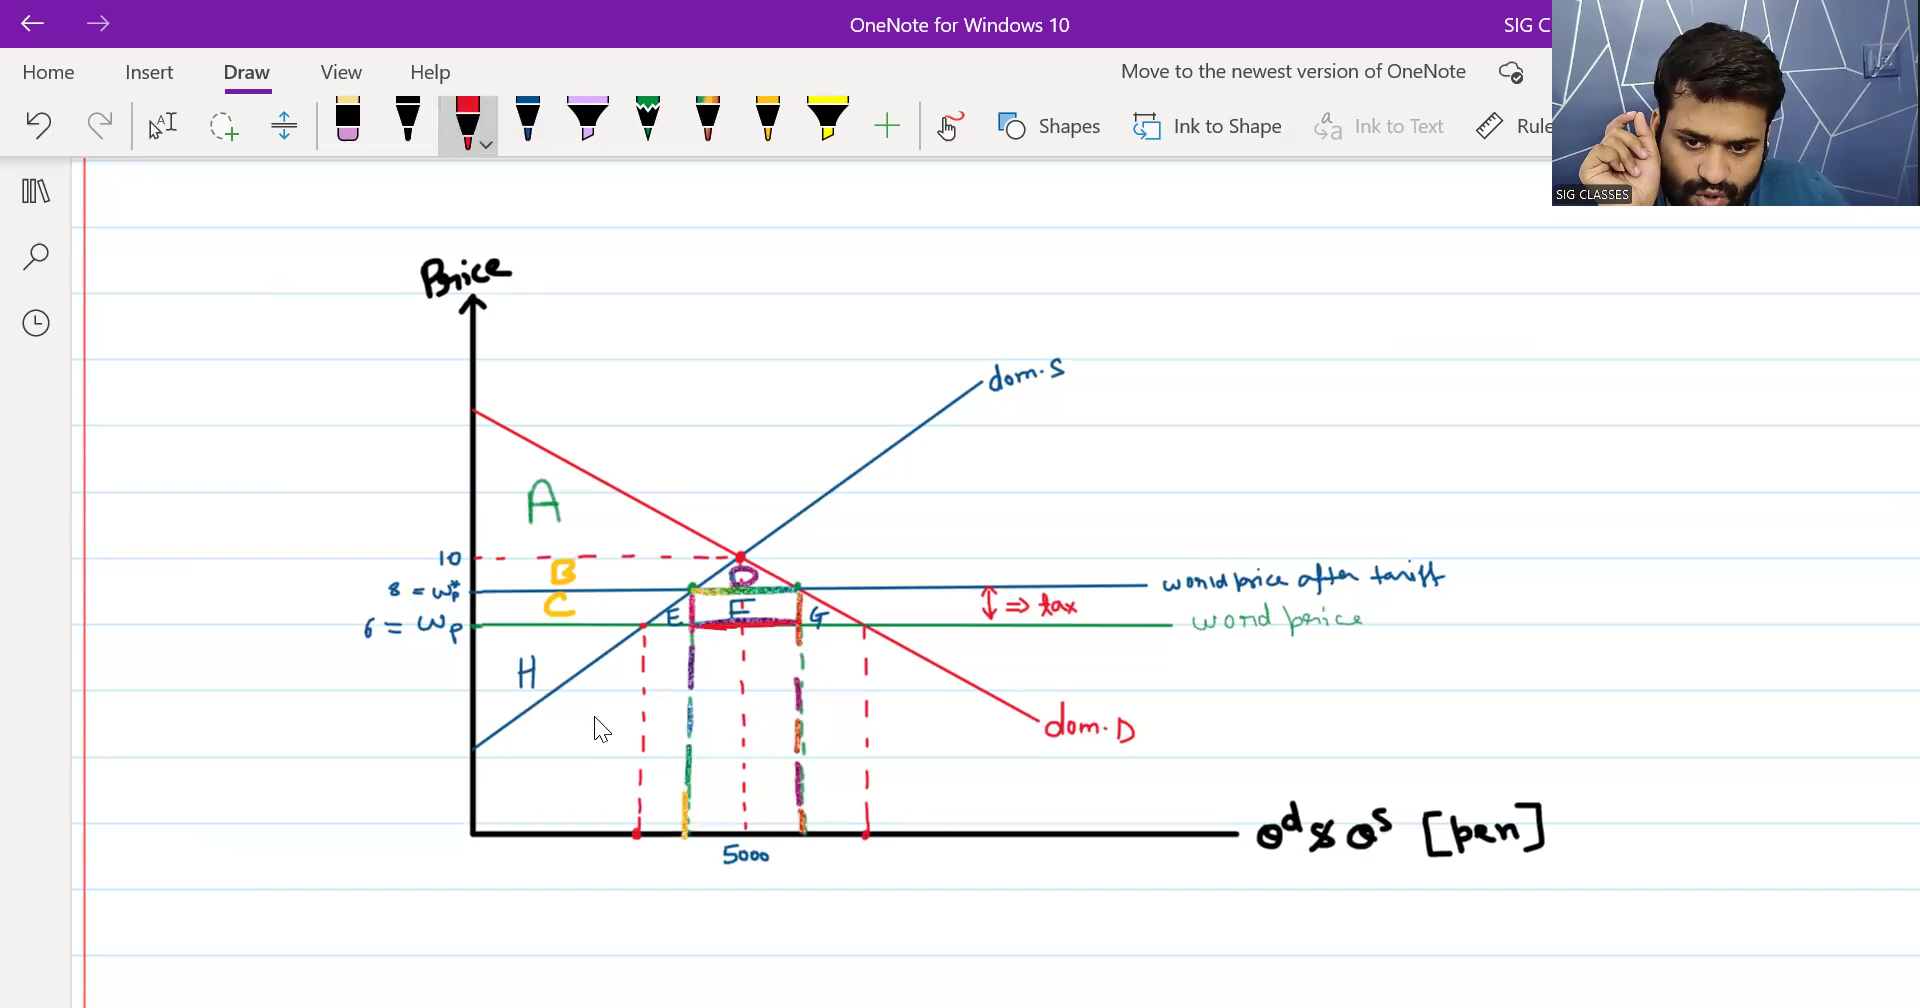 OneNote for Windows 10
SIG C
Home Insert Draw View Help
Move to the newest version of OneNote
Shapes Ink to Shape Ink to Text Rule
SIG CLASSES
Price
dom.S
A
10
B
D
8 = Wp*
world price after tariff
C
E F G
⇒ tax
6 = Wp
world price
H
dom.D
Qd & Qs [pen]
5000